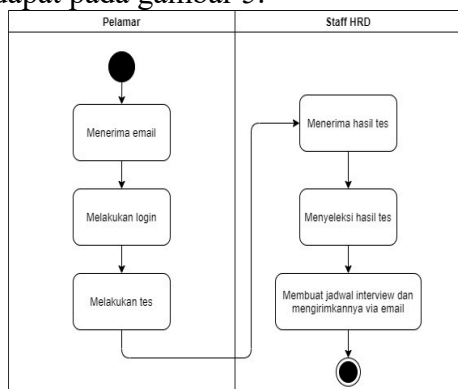 dapat pada gambar 5.
Pelamar
Staff HRD
Menerima email
Melakukan login
Melakukan tes
Menerima hasil tes
Menyeleksi hasil tes
Membuat jadwal interview dan
mengirimkannya via email